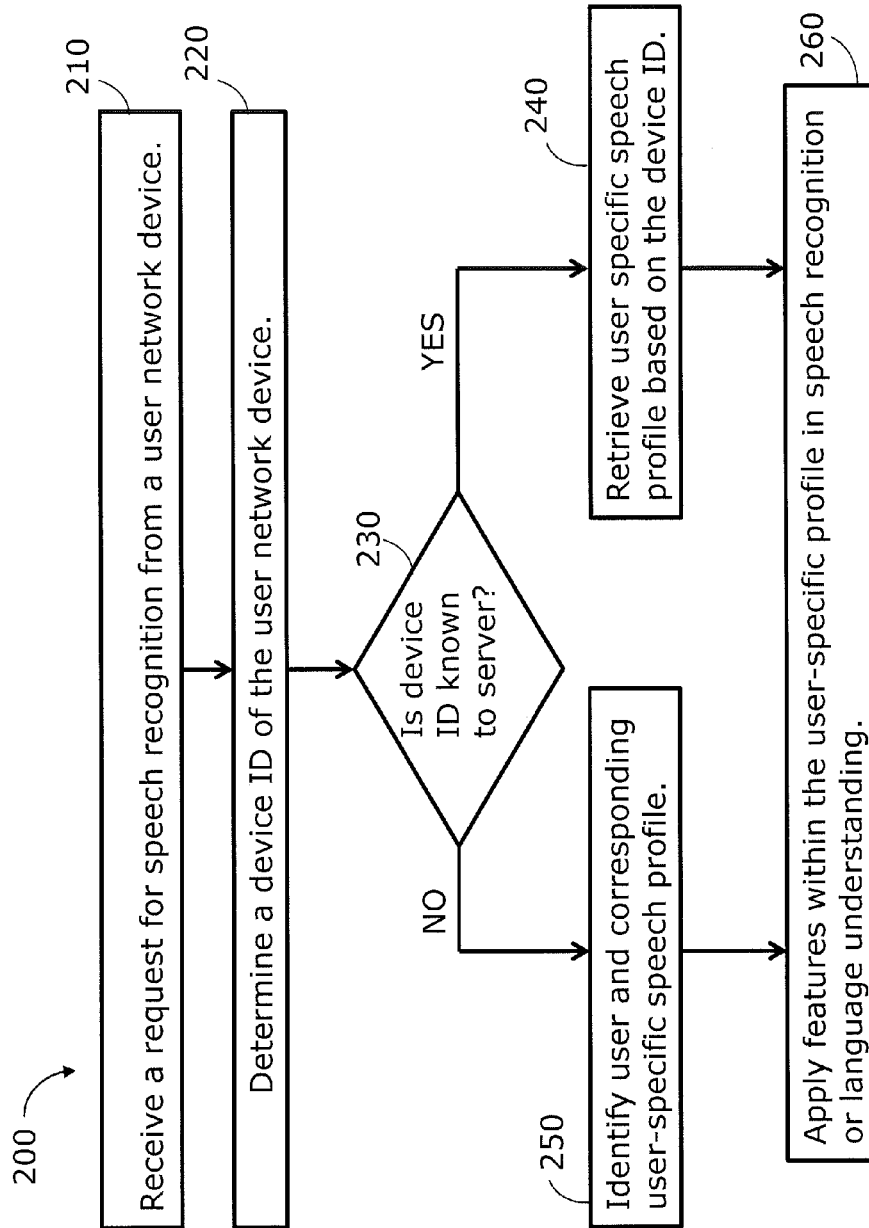 200
210
Receive a request for speech recognition from a user network device.
220
Determine a device ID of the user network device.
230
Is device
ID known
to server?
NO
YES
250
Identify user and corresponding
user-specific speech profile.
240
Retrieve user specific speech
profile based on the device ID.
260
Apply features within the user-specific profile in speech recognition
or language understanding.